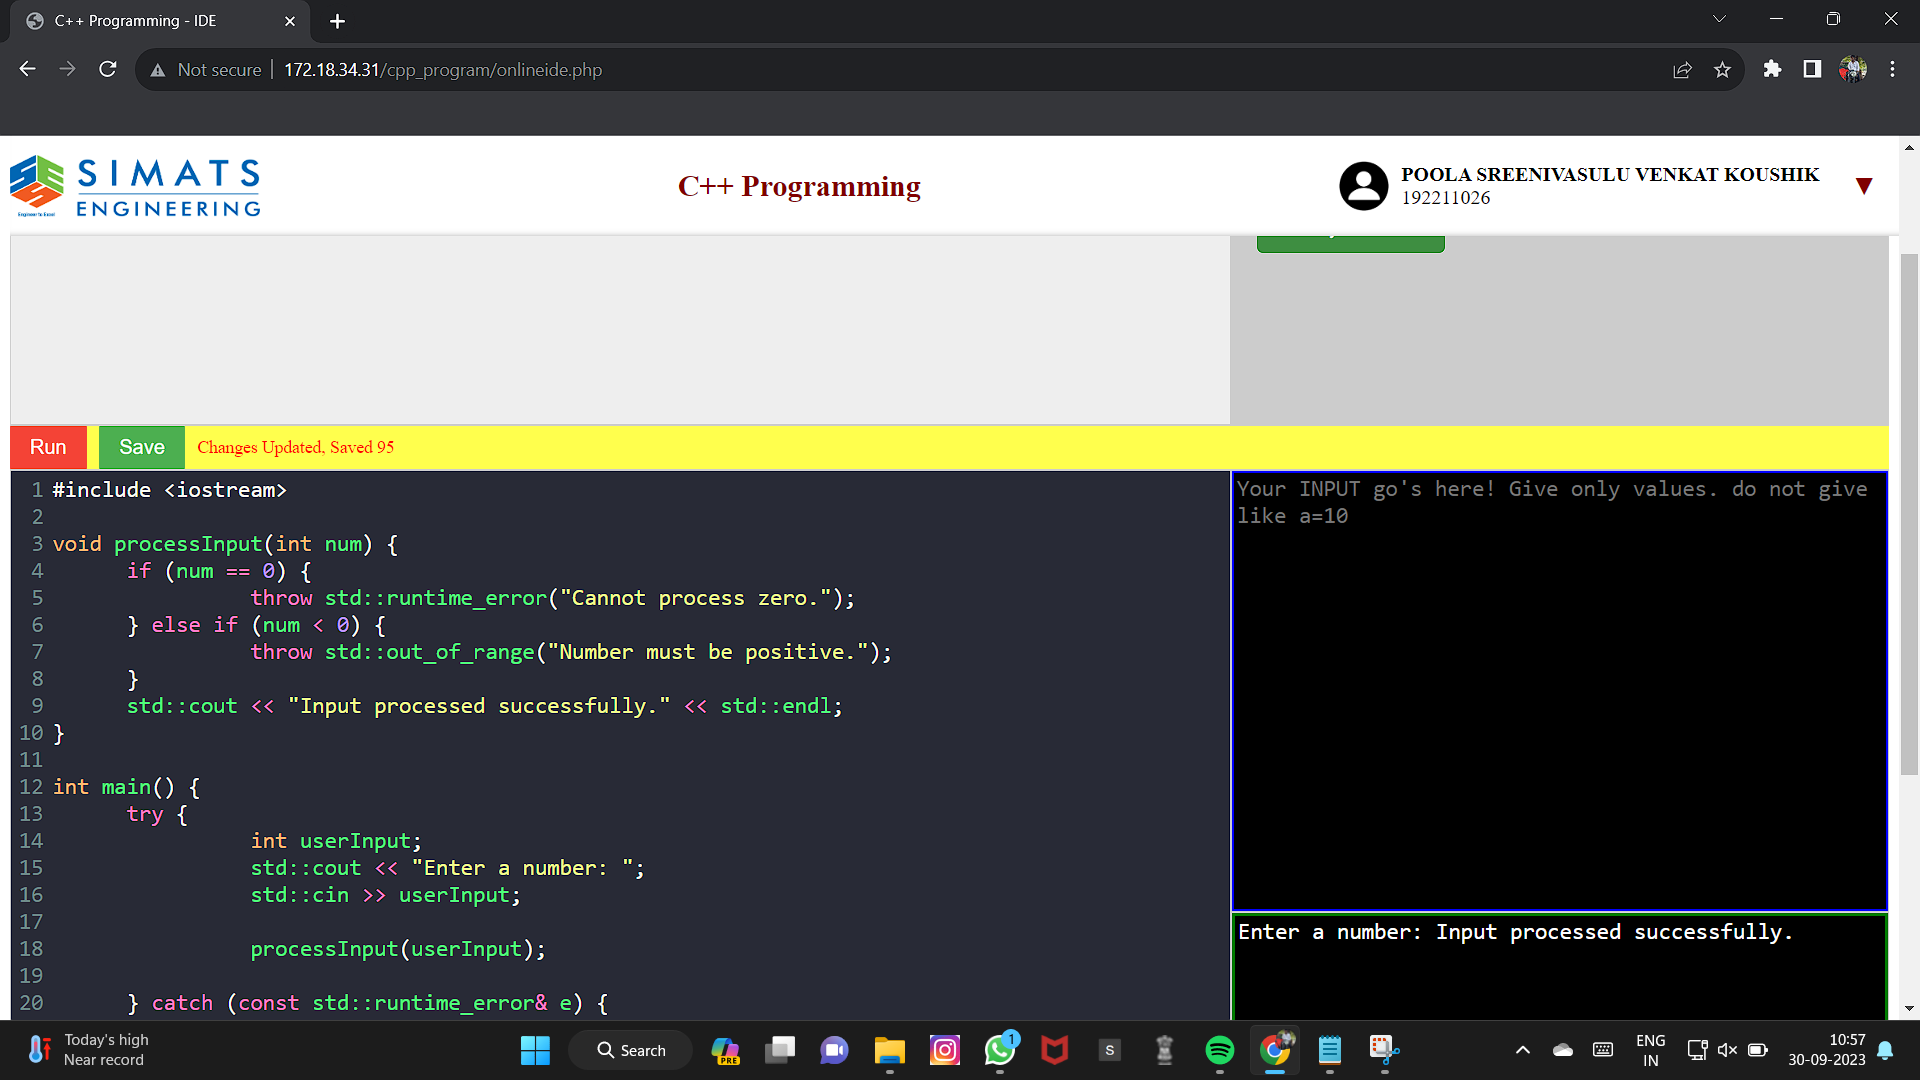 C++ Programming - IDE
Not secure 172.18.34.31/cpp_program/onlineide.php
SIMATS
ENGINEERING
Engineer to Excel
C++ Programming
POOLA SREENIVASULU VENKAT KOUSHIK
192211026
Run Save Changes Updated, Saved 95
1 #include <iostream>
2
3 void processInput(int num) {
4 if (num == 0) {
5 throw std::runtime_error("Cannot process zero.");
6 } else if (num < 0) {
7 throw std::out_of_range("Number must be positive.");
8 }
9 std::cout << "Input processed successfully." << std::endl;
10 }
11
12 int main() {
13 try {
14 int userInput;
15 std::cout << "Enter a number: ";
16 std::cin >> userInput;
17
18 processInput(userInput);
19
20 } catch (const std::runtime_error& e) {
Your INPUT go's here! Give only values. do not give
like a=10
Enter a number: Input processed successfully.
Today's high
Near record
Search
PRE
1
S
ENG
IN
10:57
30-09-2023